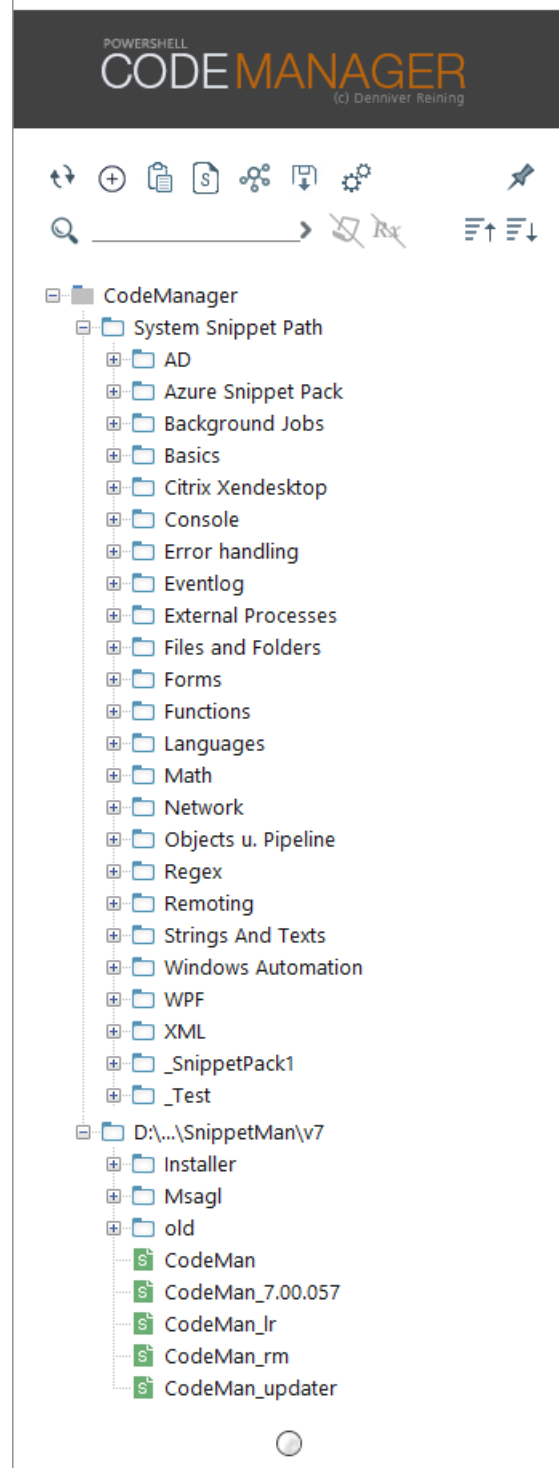 POWERSHELL
CODEMANAGER
(c) Denniver Reining
S
Rx
CodeManager
System Snippet Path
AD
Azure Snippet Pack
Background Jobs
Basics
Citrix Xendesktop
Console
Error handling
Eventlog
External Processes
Files and Folders
Forms
Functions
Languages
Math
Network
Objects u. Pipeline
Regex
Remoting
Strings And Texts
Windows Automation
WPF
XML
_SnippetPack1
_Test
D:\...\SnippetMan\v7
Installer
Msagl
old
S CodeMan
S CodeMan_7.00.057
S CodeMan_lr
S CodeMan_rm
S CodeMan_updater